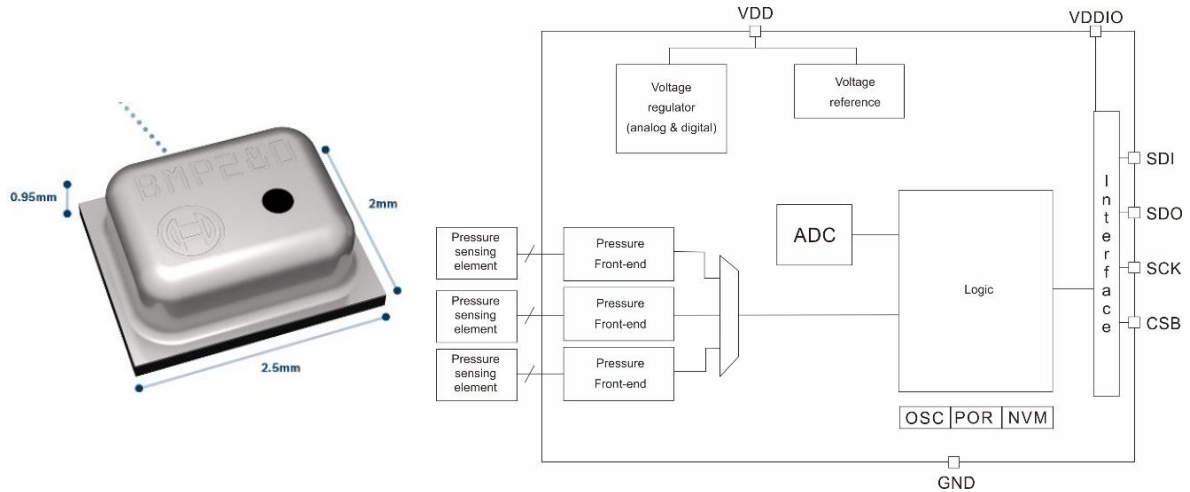 BMP280
0.95mm
2mm
2.5mm
VDD
VDDIO
Voltage
regulator
(analog & digital)
Voltage
reference
ADC
Logic
Pressure
sensing
element
Pressure
Front-end
Pressure
sensing
element
Pressure
Front-end
Pressure
sensing
element
Pressure
Front-end
OSC POR NVM
Interface
SDI
SDO
SCK
CSB
GND